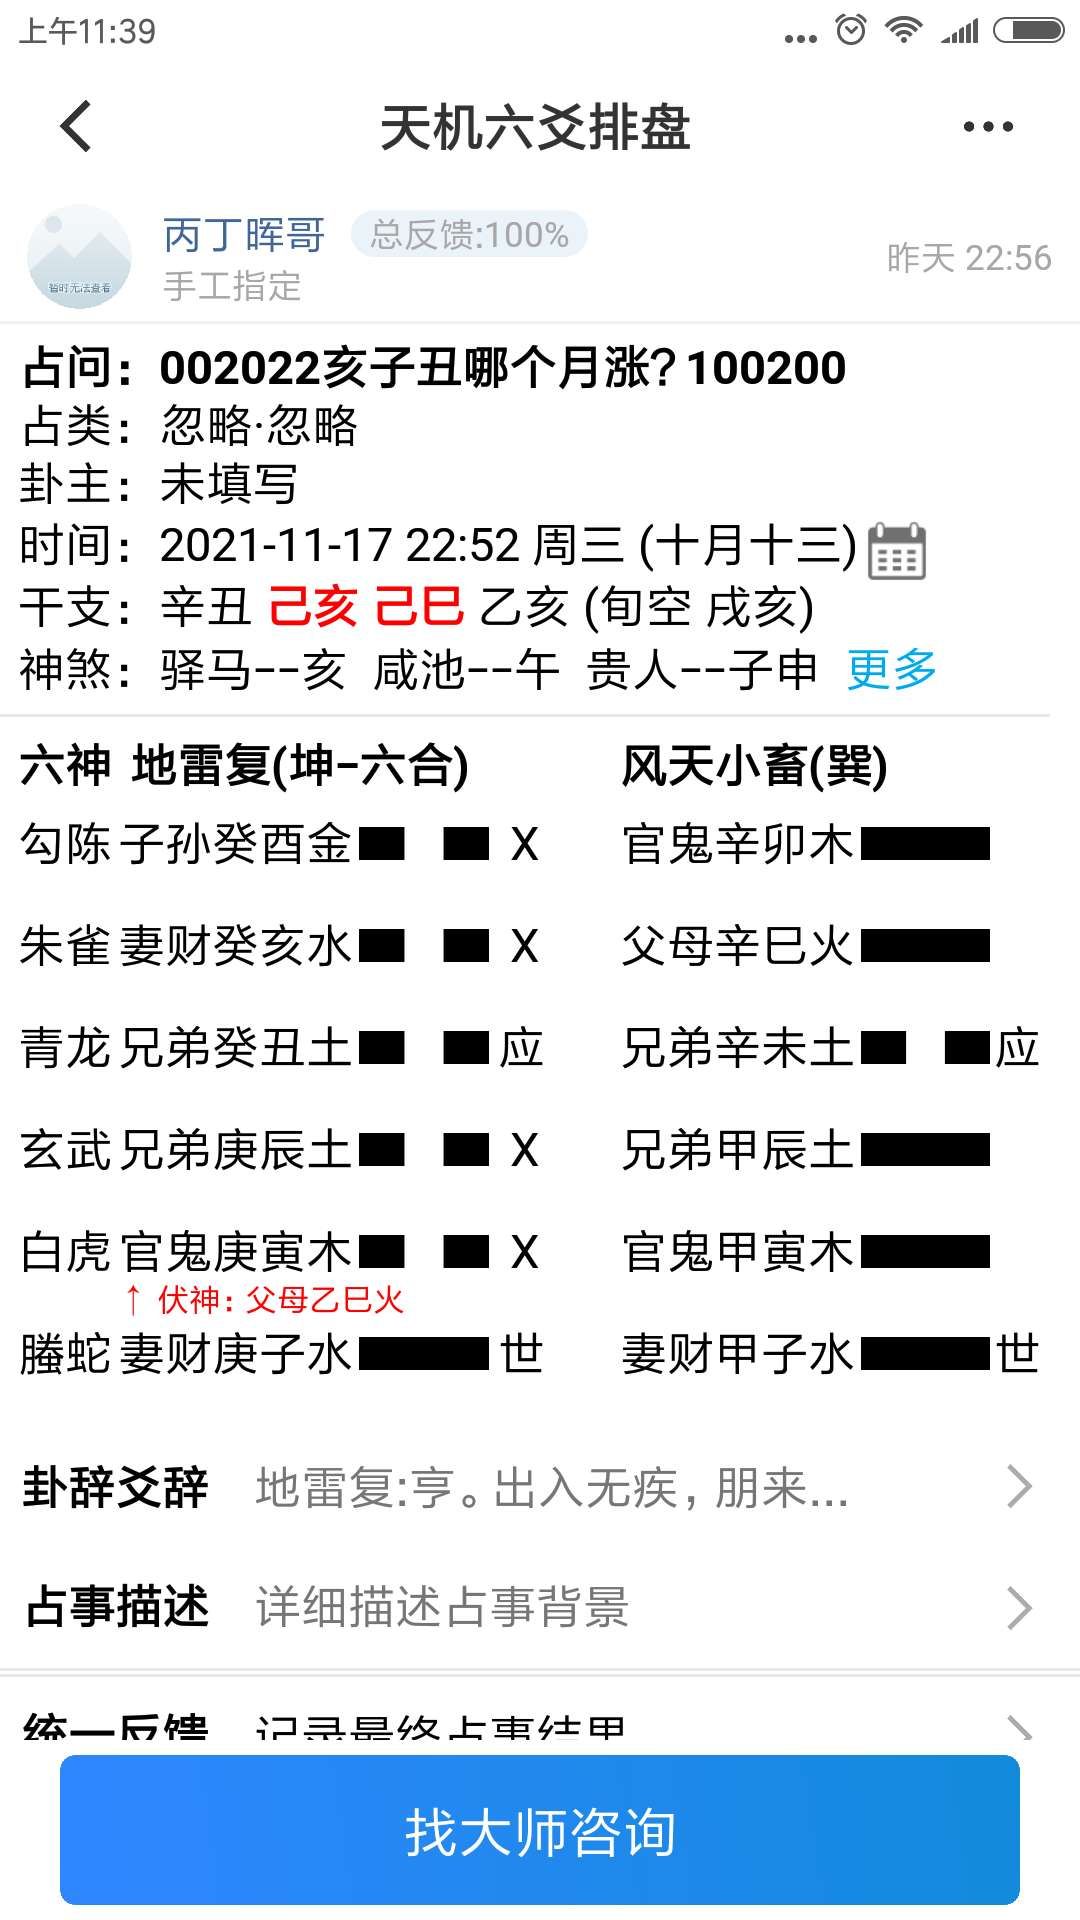 上午11:39
天机六爻排盘
暂时无法查看
丙丁晖哥 总反馈:100%
手工指定
昨天 22:56
占问：002022亥子丑哪个月涨？100200
占类：忽略·忽略
卦主：未填写
时间：2021-11-17 22:52 周三 (十月十三)
干支：辛丑 己亥 己巳 乙亥 (旬空 戌亥)
神煞：驿马--亥 咸池--午 贵人--子申 更多
六神 地雷复(坤-六合) 风天小畜(巽)
勾陈 子孙癸酉金 X 官鬼辛卯木
朱雀 妻财癸亥水 X 父母辛巳火
青龙 兄弟癸丑土 应 兄弟辛未土 应
玄武 兄弟庚辰土 X 兄弟甲辰土
白虎 官鬼庚寅木 X 官鬼甲寅木
↑ 伏神：父母乙巳火
螣蛇 妻财庚子水 世 妻财甲子水 世
卦辞爻辞 地雷复:亨。出入无疾，朋来...
占事描述 详细描述占事背景
统一反馈 记录最终占事结果
找大师咨询